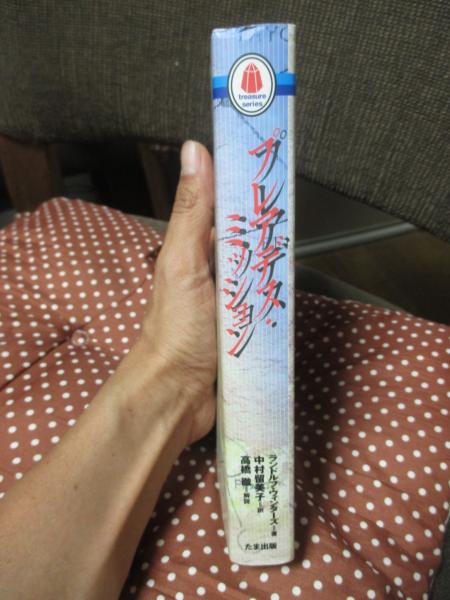 treasure
series
プレアデス・
ミッション
ランドルフ・ウィンターズ=著
中村留美子=訳
高橋 徹=解説
たま出版